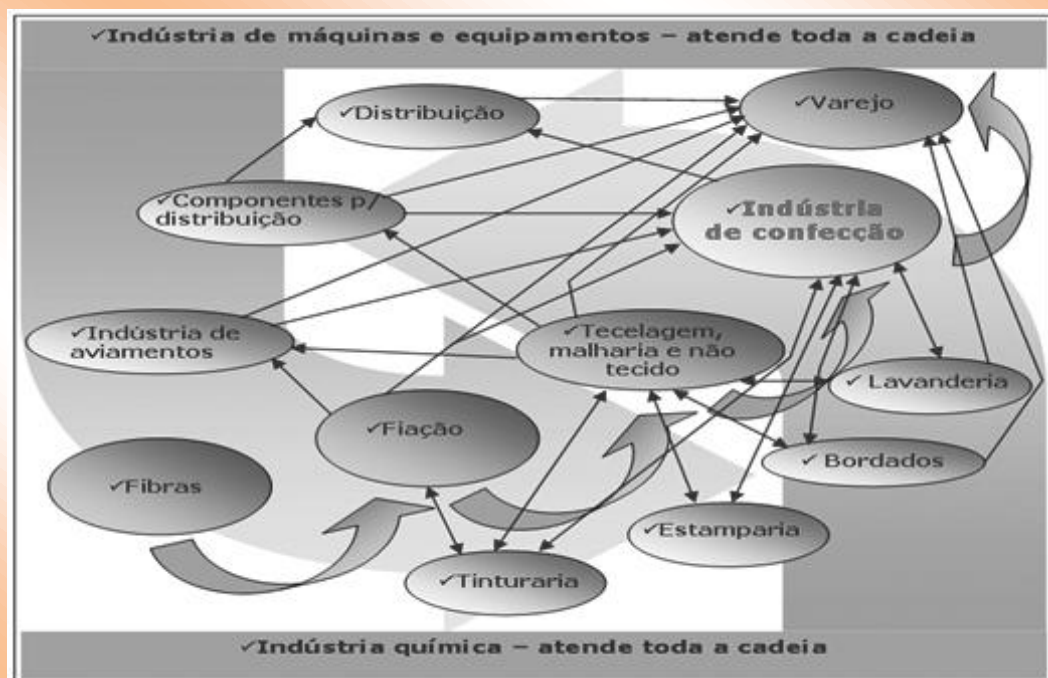 ✓Indústria de máquinas e equipamentos – atende toda a cadeia
✓Distribuição
✓Varejo
✓Componentes p/
distribuição
✓Indústria
de confecção
✓Indústria de
aviamentos
✓Tecelagem,
malharia e não
tecido
✓Lavanderia
✓Fiação
✓Bordados
✓Fibras
✓Estamparia
✓Tinturaria
✓Indústria química – atende toda a cadeia